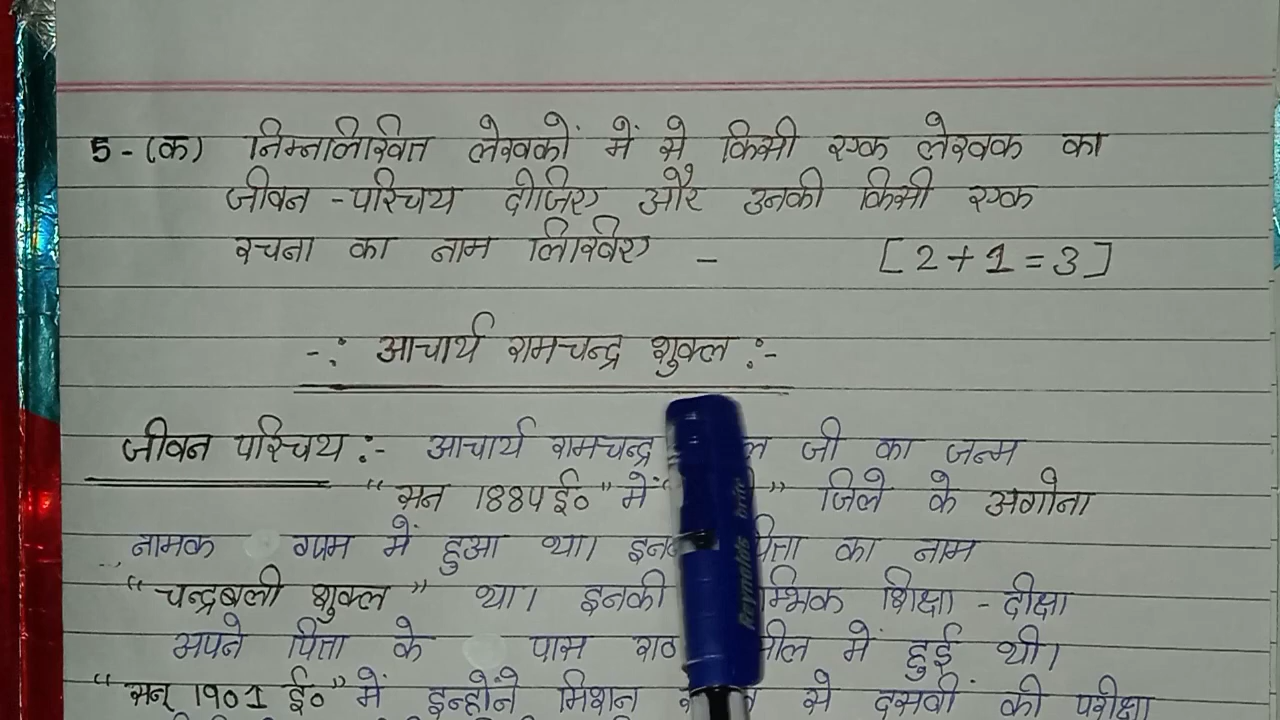 5-(क) निम्नलिखित लेखकों में से किसी एक लेखक का
जीवन-परिचय दीजिए और उनकी किसी एक
रचना का नाम लिखिए - [2+1=3]
-: आचार्य रामचन्द्र शुक्ल :-
जीवन परिचय :- आचार्य रामचन्द्र जी का जन्म
"सन 1884ई०" में " " जिले के अगोना
नामक ग्राम में हुआ था। पिता का नाम
"चन्द्रबली शुक्ल" था। इनकी शिक्षा-दीक्षा
अपने पिता के पास राठ में हुई थी।
"सन् 1901 ई०" में इन्होंने मिशन से दसवीं की परीक्षा
Reynolds brite